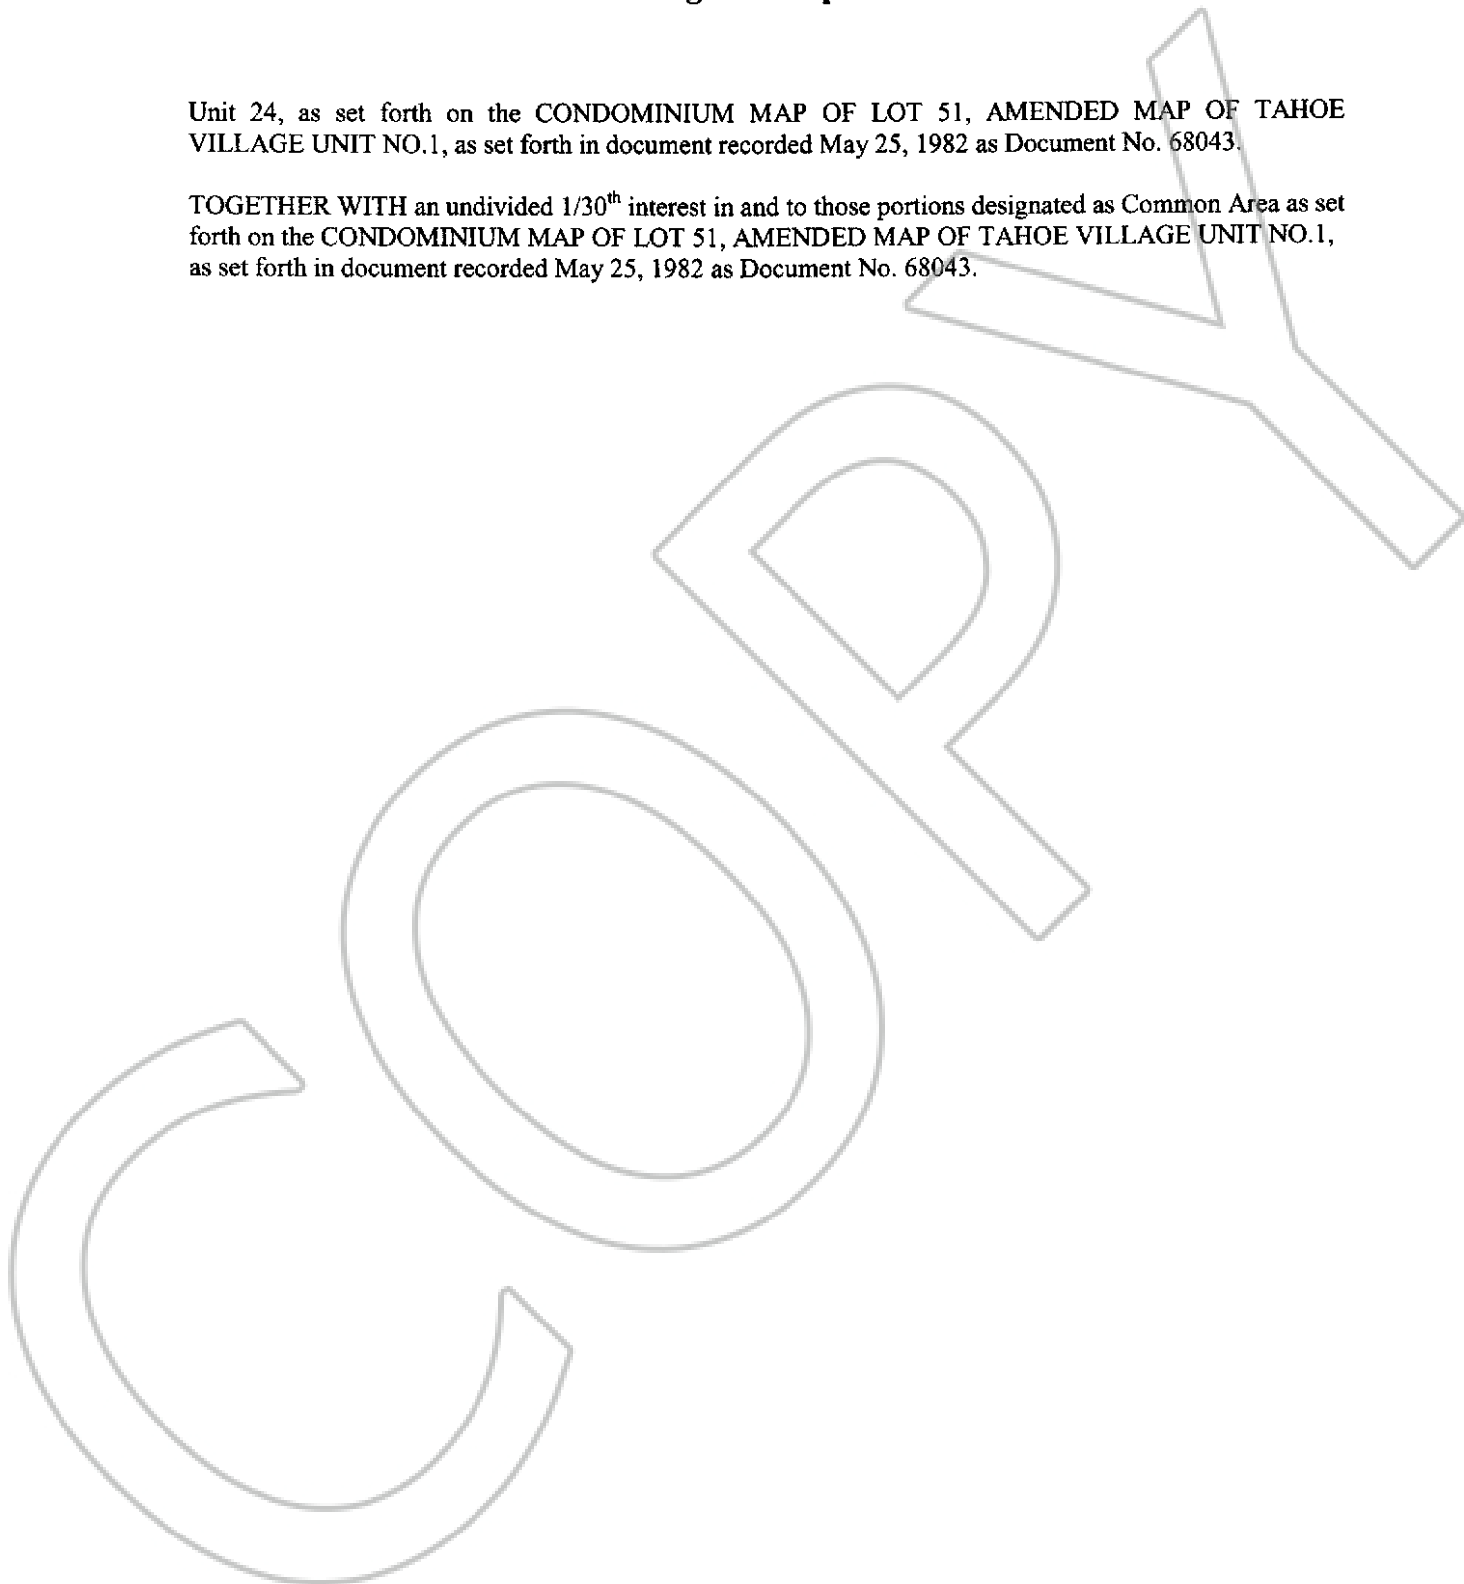 Unit 24, as set forth on the CONDOMINIUM MAP OF LOT 51, AMENDED MAP OF TAHOE
VILLAGE UNIT NO.1, as set forth in document recorded May 25, 1982 as Document No. 68043.
TOGETHER WITH an undivided 1/30th interest in and to those portions designated as Common Area as set
forth on the CONDOMINIUM MAP OF LOT 51, AMENDED MAP OF TAHOE VILLAGE UNIT NO.1,
as set forth in document recorded May 25, 1982 as Document No. 68043.
COPY